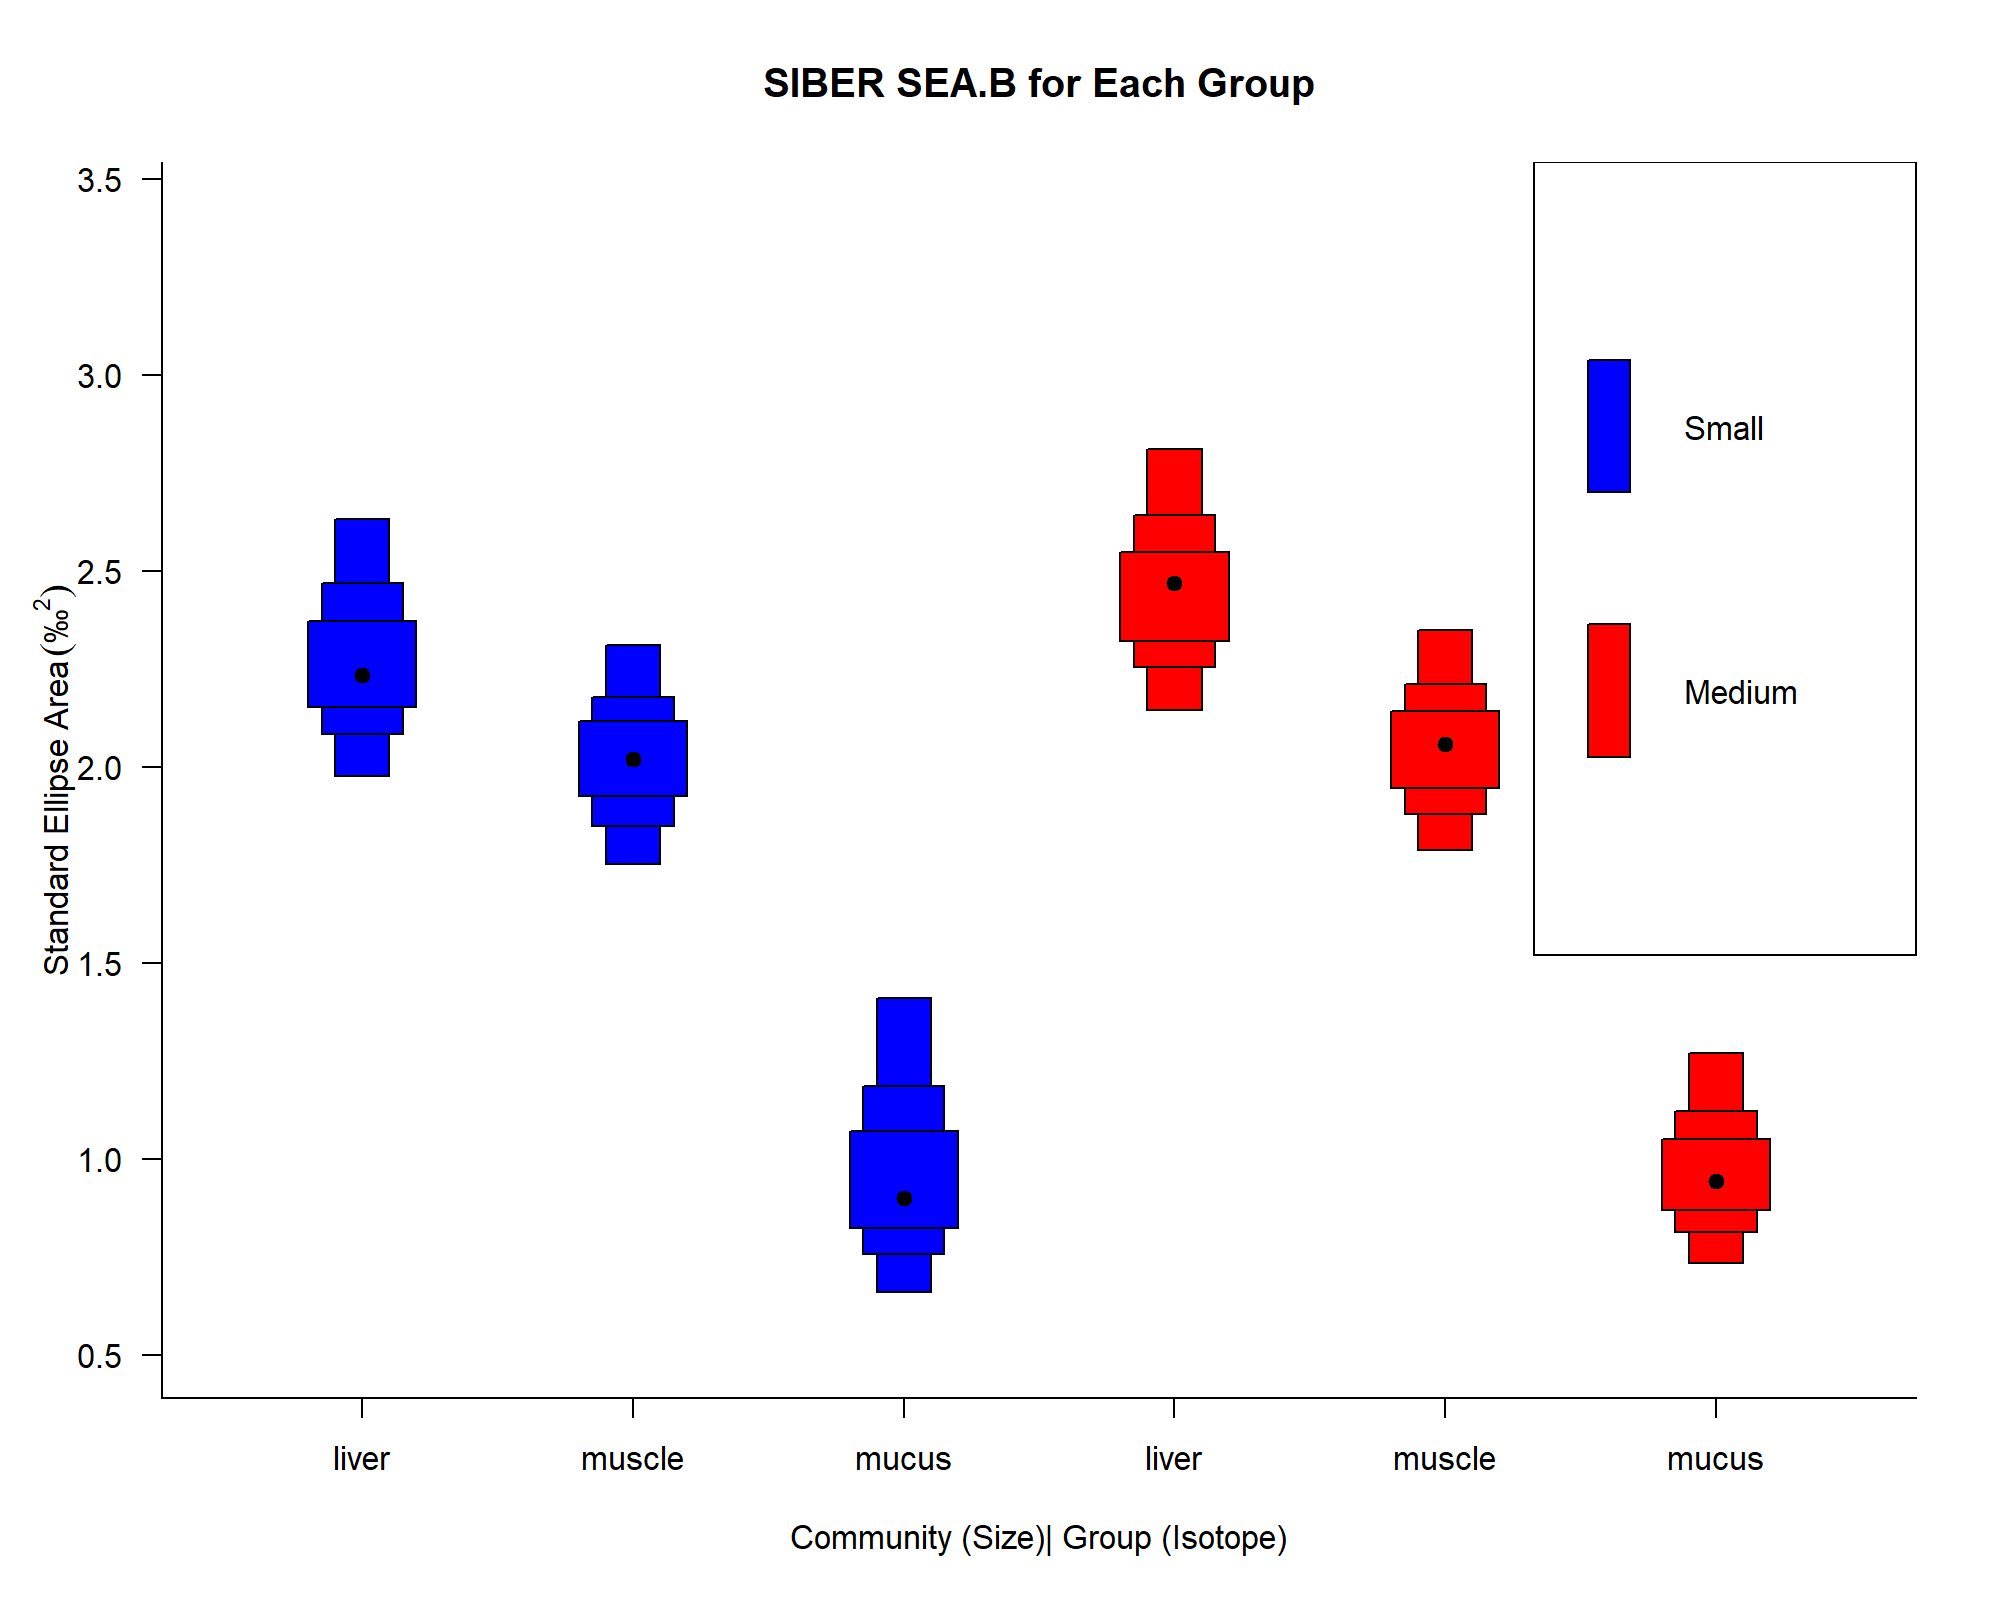 SIBER SEA.B for Each Group
Standard Ellipse Area (‰²)
3.5
3.0
2.5
2.0
1.5
1.0
0.5
Small
Medium
liver muscle mucus liver muscle mucus
Community (Size)| Group (Isotope)